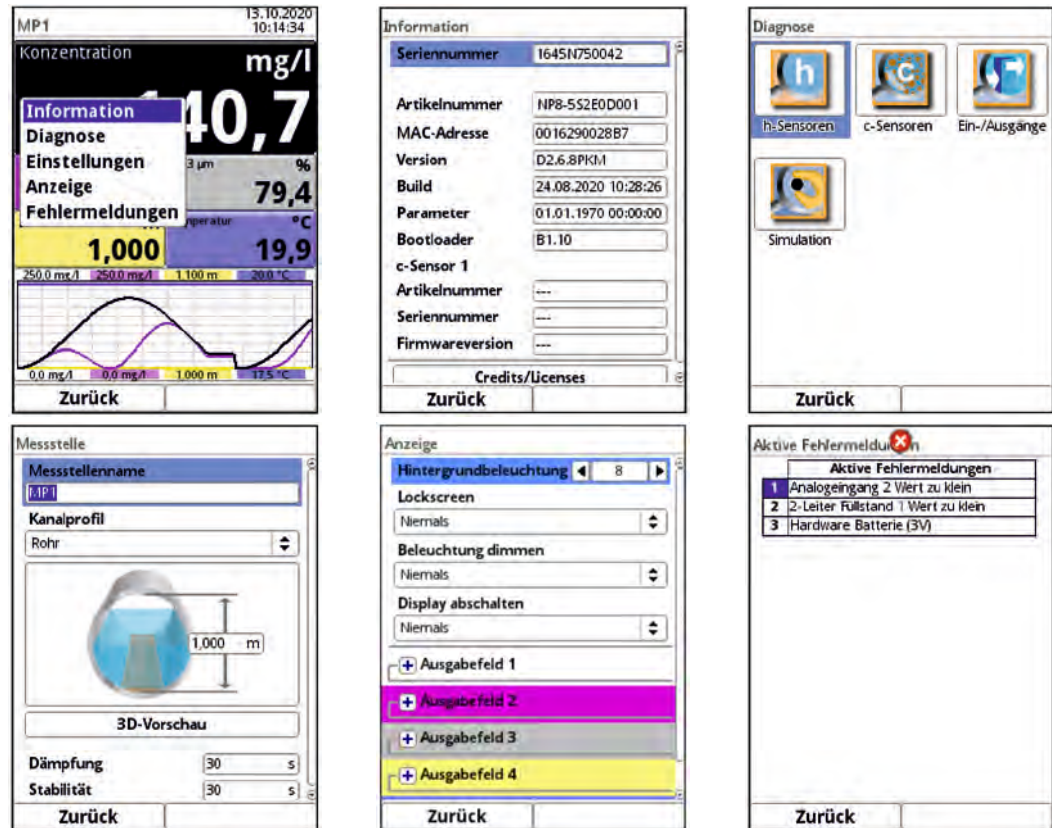 MP1
13.10.2020
10:14:34
Konzentration
mg/l
40,7
Information
Diagnose
Einstellungen
Anzeige
Fehlermeldungen
3 µm %
79,4
°C
1,000
19,9
250,0 mg/l 250,0 mg/l 1,100 m 20,0 °C
0,0 mg/l 0,0 mg/l 1,000 m 17,5 °C
Zurück
Information
Seriennummer 1645N750042
Artikelnummer NP8-5S2E0D001
MAC-Adresse 0016290028B7
Version D2.6.8PKM
Build 24.08.2020 10:28:26
Parameter 01.01.1970 00:00:00
Bootloader B1.10
c-Sensor 1
Artikelnummer ---
Seriennummer ---
Firmwareversion ---
Credits/Licenses
Zurück
Diagnose
h c
h-Sensoren c-Sensoren Ein-/Ausgänge
Simulation
Zurück
Messstelle
Messstellenname
MP1
Kanalprofil
Rohr
1,000 m
3D-Vorschau
Dämpfung 30 s
Stabilität 30 s
Zurück
Anzeige
Hintergrundbeleuchtung 8
Lockscreen
Niemals
Beleuchtung dimmen
Niemals
Display abschalten
Niemals
Ausgabefeld 1
Ausgabefeld 2
Ausgabefeld 3
Ausgabefeld 4
Zurück
Aktive
Aktive Fehlermeldungen
1 Analogeingang 2 Wert zu klein
2 2-Leiter Füllstand 1 Wert zu klein
3 Hardware Batterie (3V)
Zurück